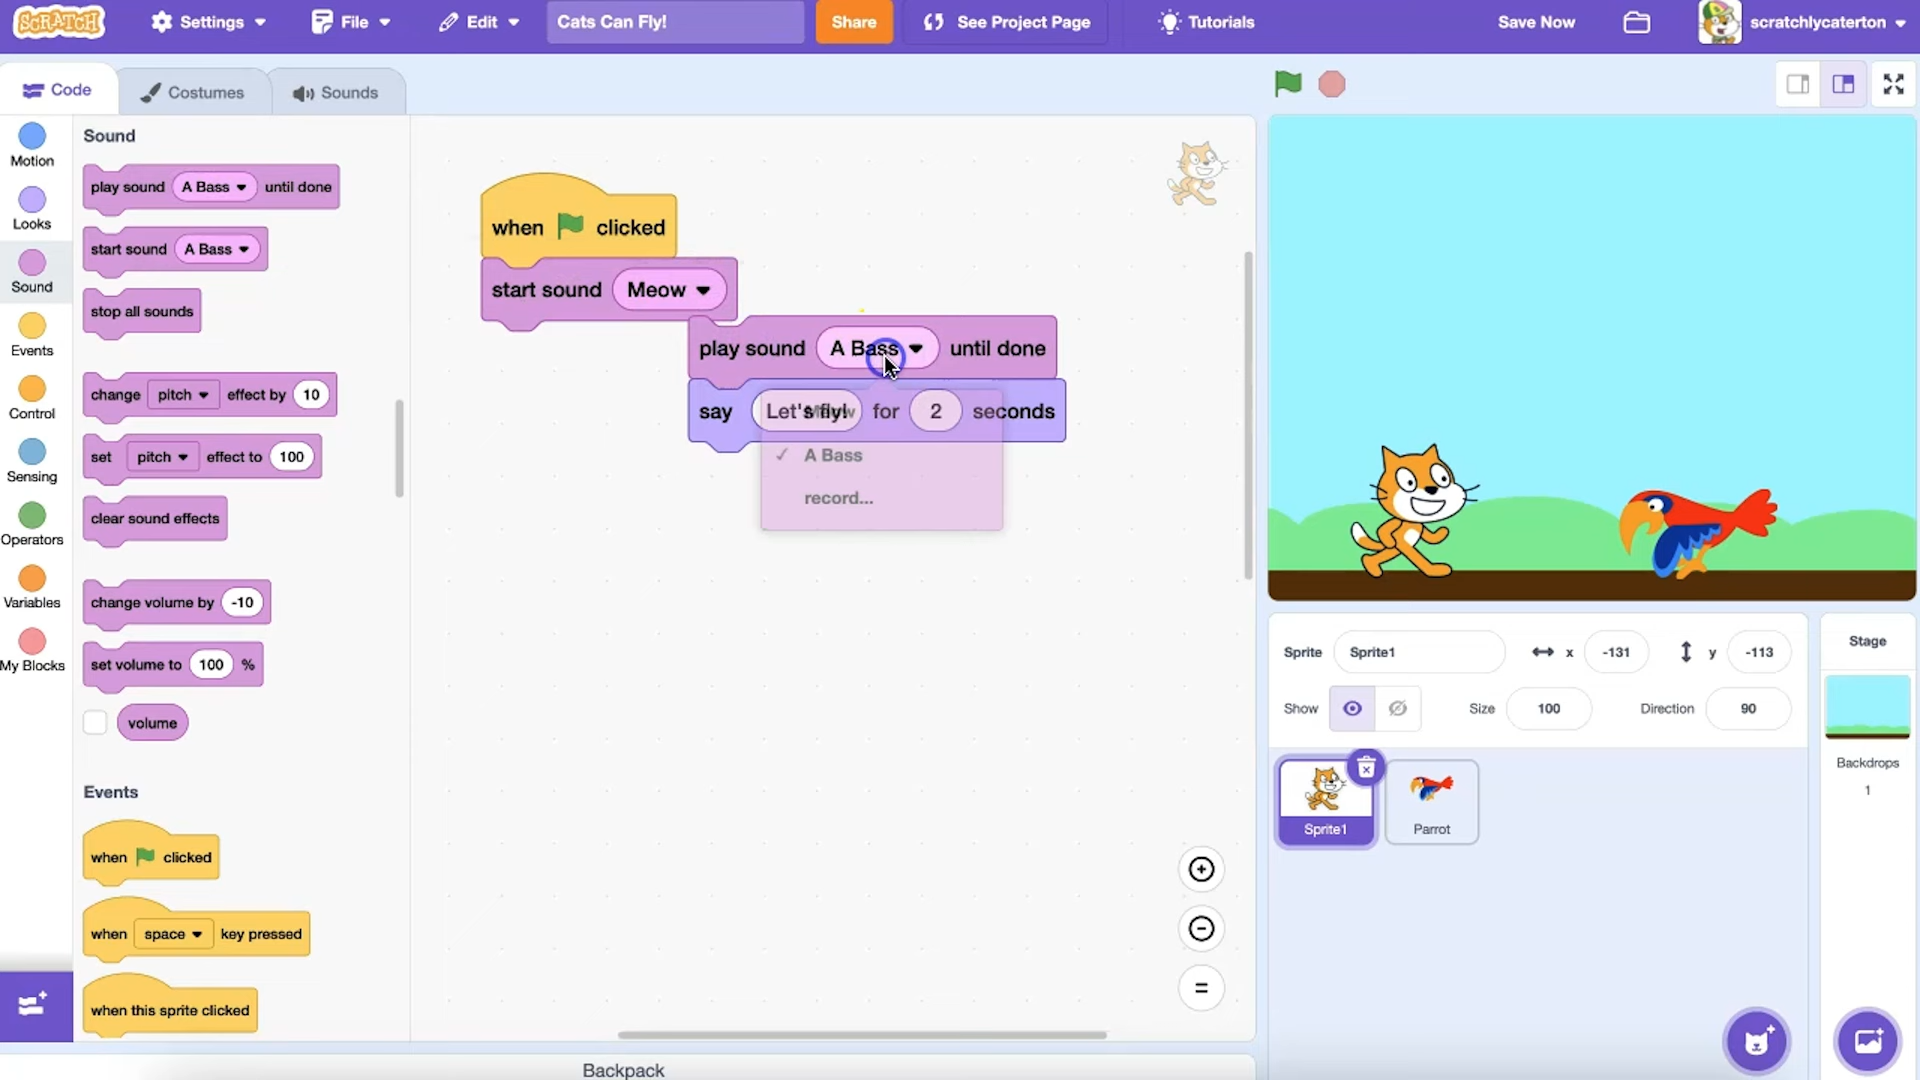 SCRATCH
Settings
File
Edit
Cats Can Fly!
Share
See Project Page
Tutorials
Save Now
scratchlycaterton
Code
Costumes
Sounds
Motion
Looks
Sound
Events
Control
Sensing
Operators
Variables
My Blocks
Sound
play sound A Bass until done
start sound A Bass
stop all sounds
change pitch effect by 10
set pitch effect to 100
clear sound effects
change volume by -10
set volume to 100 %
volume
Events
when clicked
when space key pressed
when this sprite clicked
when clicked
start sound Meow
play sound A Bass until done
say Let's fly! for 2 seconds
Meow
✓ A Bass
record...
Sprite Sprite1 x -131 y -113
Show Size 100 Direction 90
Sprite1
Parrot
Stage
Backdrops
1
Backpack